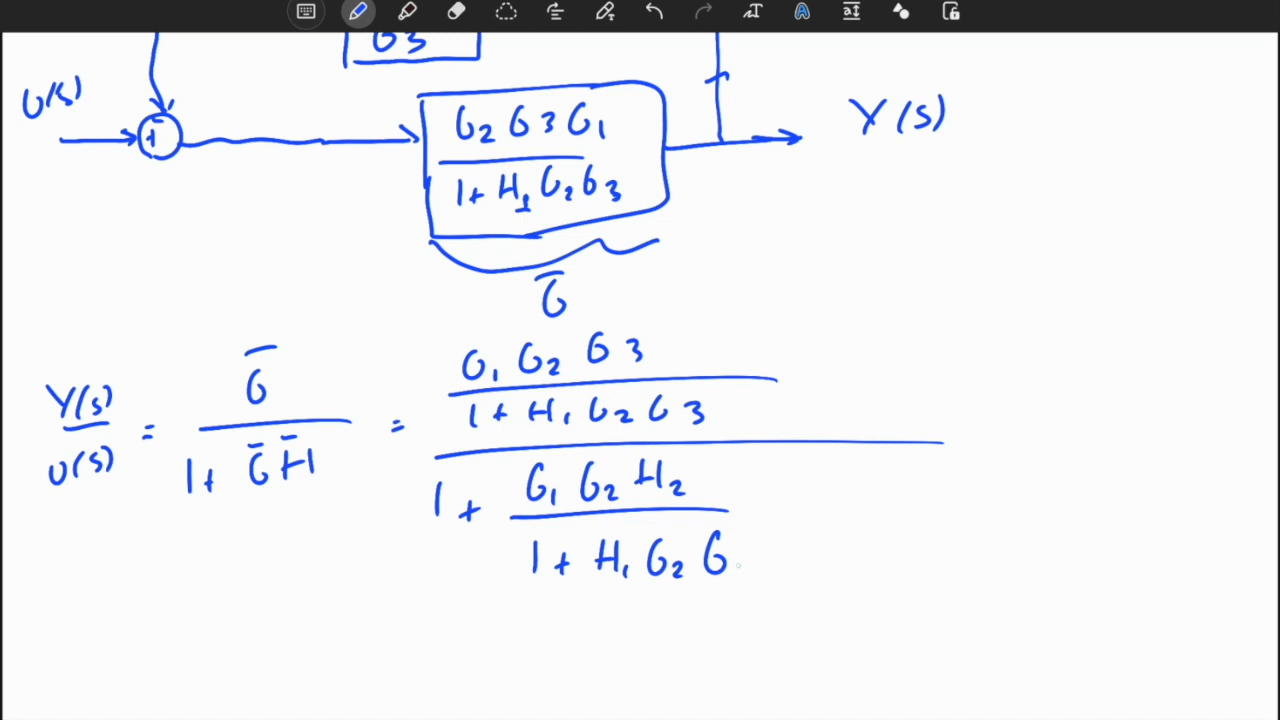 G3
U(s)
+ -
G2 G3 G1
1+ H1 G2 G3
Y(s)
G̅
Y(s)
U(s)
=
G̅
1+ G̅ H̅
=
G1 G2 G3
1+ H1 G2 G3
1 +
G1 G2 H2
1 + H1 G2 G